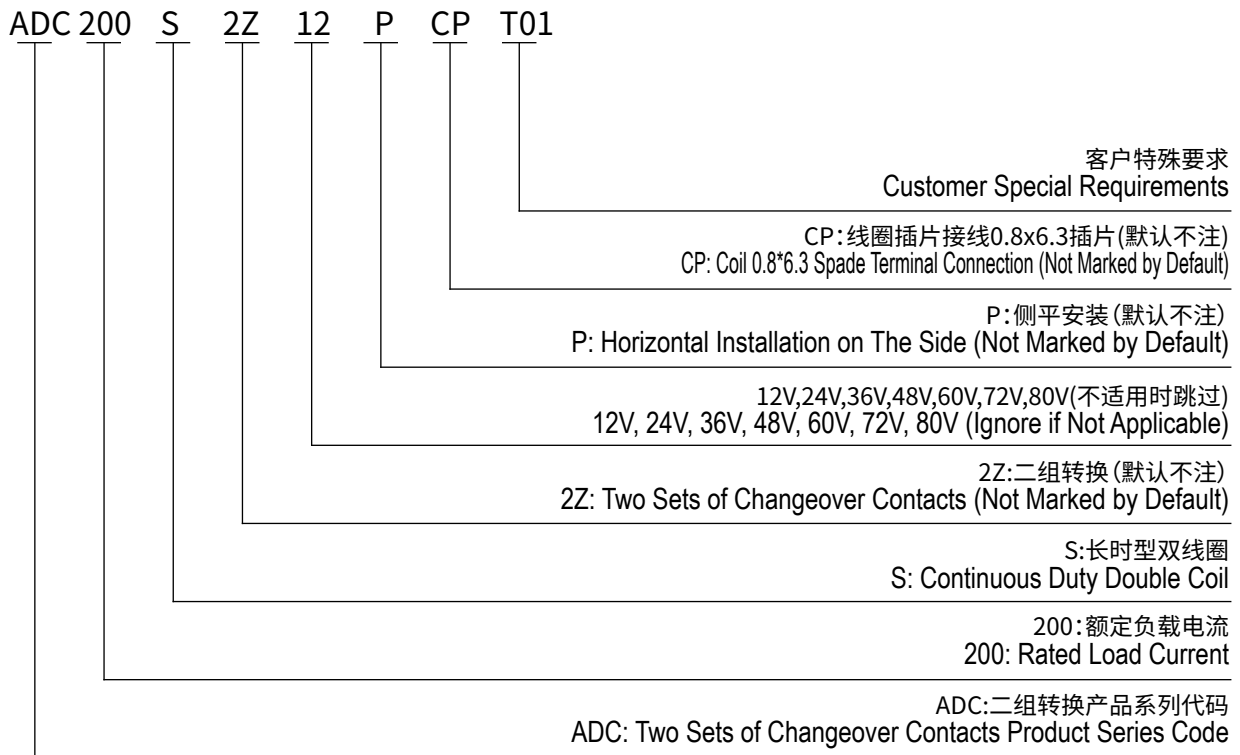 ADC 200 S 2Z 12 P CP T01
客户特殊要求
Customer Special Requirements
CP：线圈插片接线0.8x6.3插片(默认不注)
CP: Coil 0.8*6.3 Spade Terminal Connection (Not Marked by Default)
P：侧平安装（默认不注）
P: Horizontal Installation on The Side (Not Marked by Default)
12V,24V,36V,48V,60V,72V,80V(不适用时跳过)
12V, 24V, 36V, 48V, 60V, 72V, 80V (Ignore if Not Applicable)
2Z:二组转换（默认不注）
2Z: Two Sets of Changeover Contacts (Not Marked by Default)
S:长时型双线圈
S: Continuous Duty Double Coil
200：额定负载电流
200: Rated Load Current
ADC:二组转换产品系列代码
ADC: Two Sets of Changeover Contacts Product Series Code